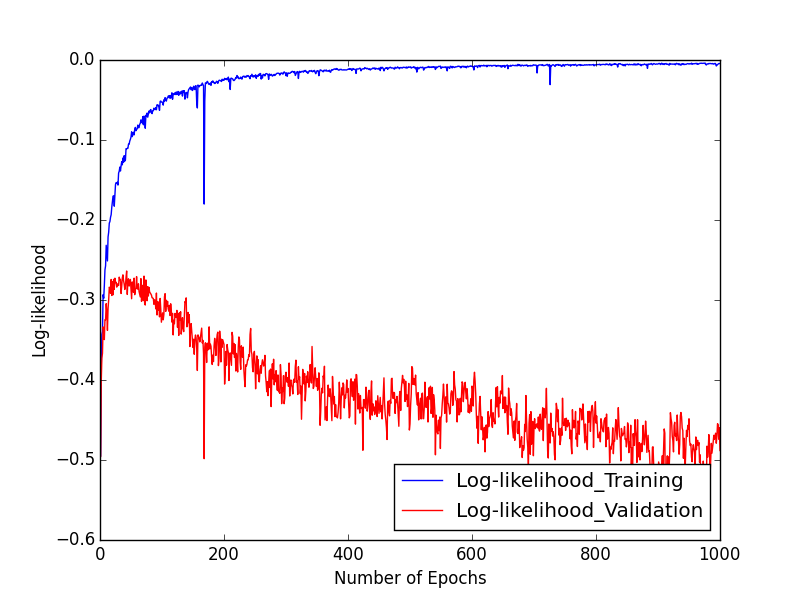 0.0
−0.1
−0.2
−0.3
−0.4
−0.5
−0.6
Log-likelihood
Log-likelihood_Training
Log-likelihood_Validation
0 200 400 600 800 1000
Number of Epochs